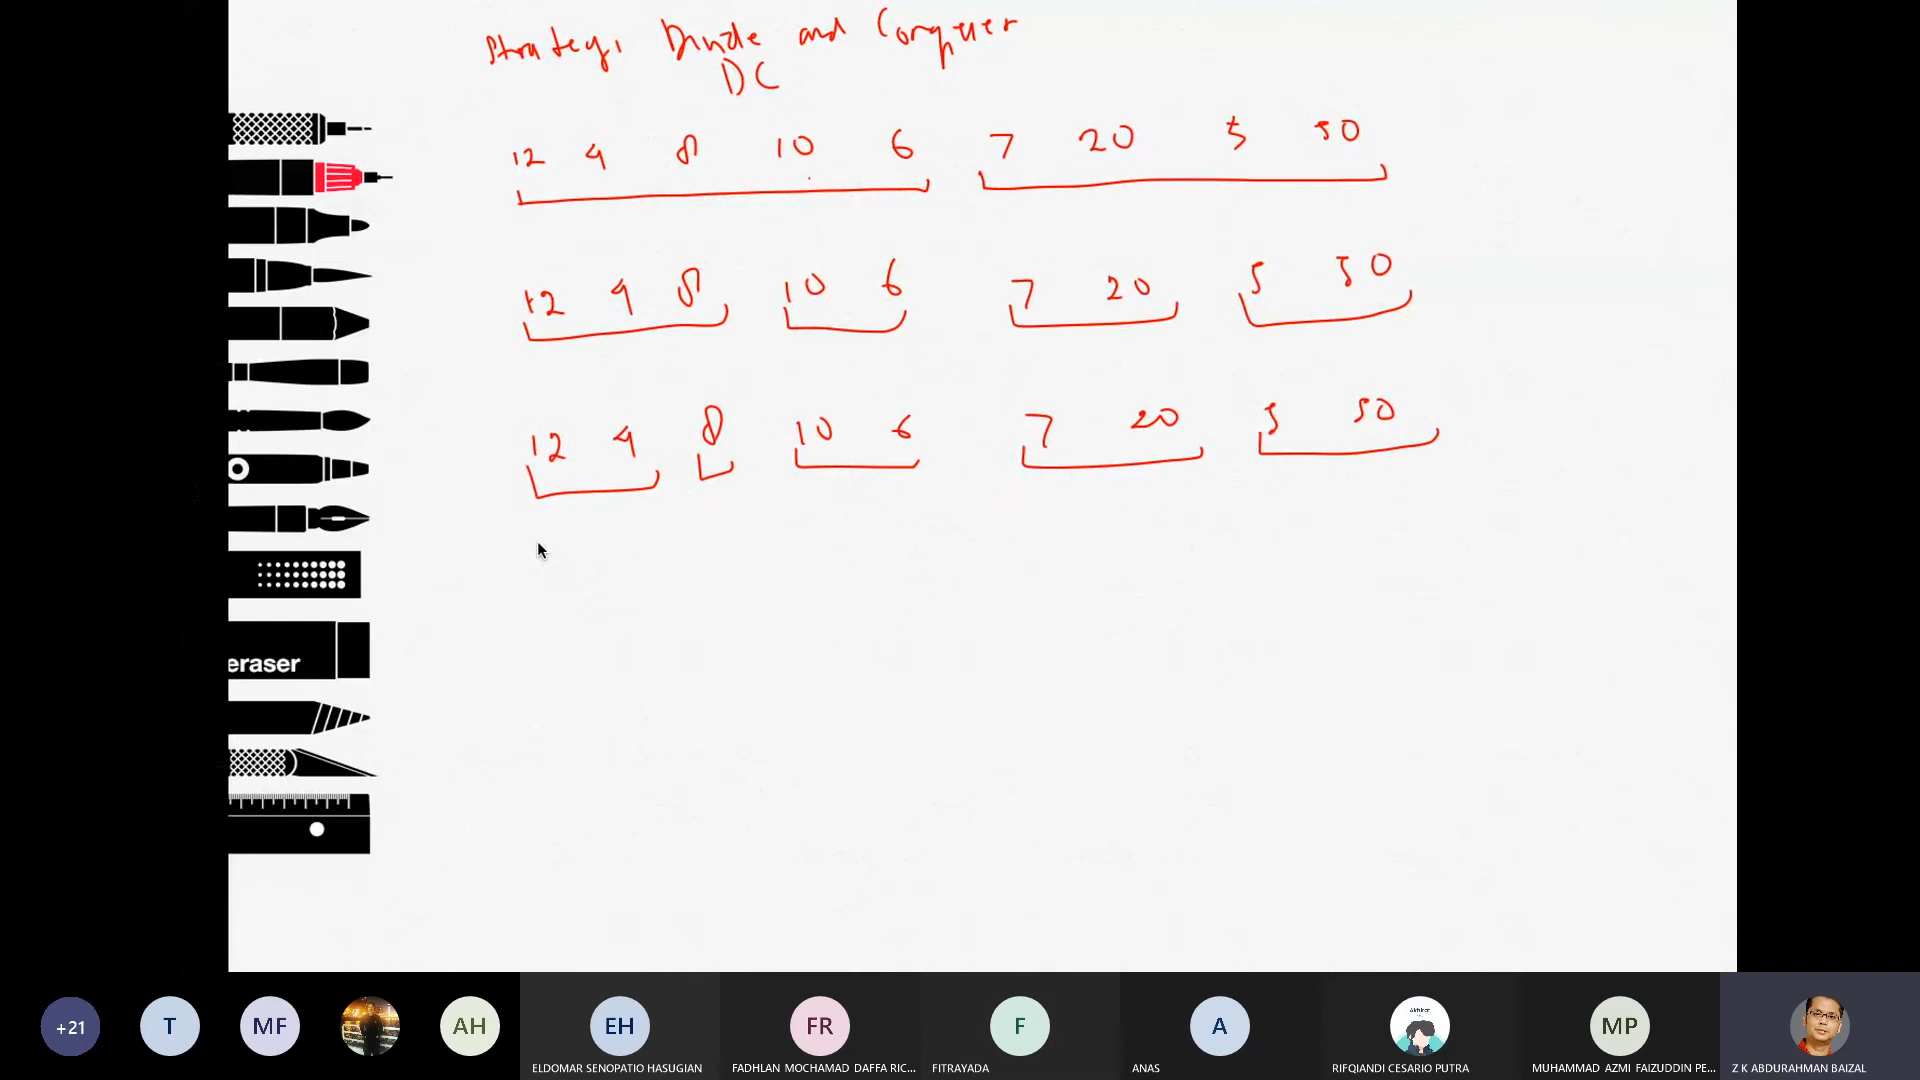 Strategi Divide and Conquer
DC
12 4 8 10 6 7 20 5 50
12 4 8 10 6 7 20 5 50
12 4 8 10 6 7 20 5 50
eraser
+21 T MF AH EH FR F A MP
ELDOMAR SENOPATIO HASUGIAN FADHLAN MOCHAMAD DAFFA RIC... FITRAYADA ANAS RIFQIANDI CESARIO PUTRA MUHAMMAD AZMI FAIZUDDIN PE... Z K ABDURAHMAN BAIZAL